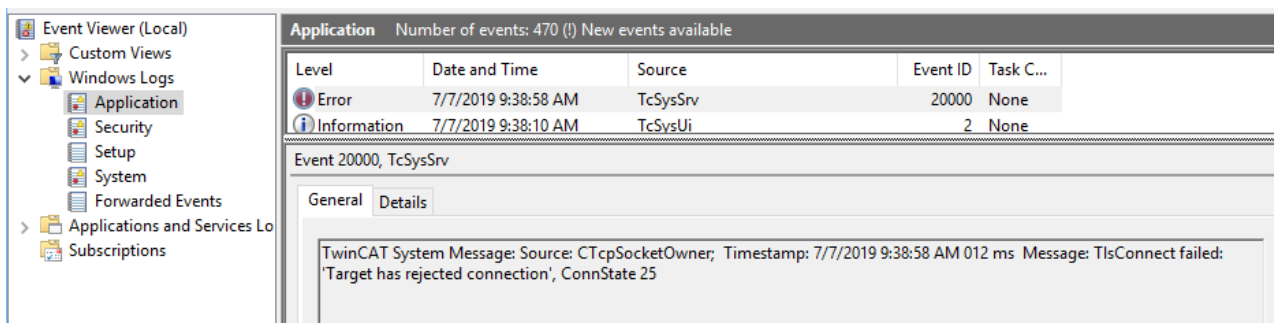 Event Viewer (Local)
Custom Views
Windows Logs
Application
Security
Setup
System
Forwarded Events
Applications and Services Lo
Subscriptions
Application Number of events: 470 (!) New events available
Level Date and Time Source Event ID Task C...
Error 7/7/2019 9:38:58 AM TcSysSrv 20000 None
Information 7/7/2019 9:38:10 AM TcSysUi 2 None
Event 20000, TcSysSrv
General Details
TwinCAT System Message: Source: CTcpSocketOwner; Timestamp: 7/7/2019 9:38:58 AM 012 ms Message: TlsConnect failed:
'Target has rejected connection', ConnState 25